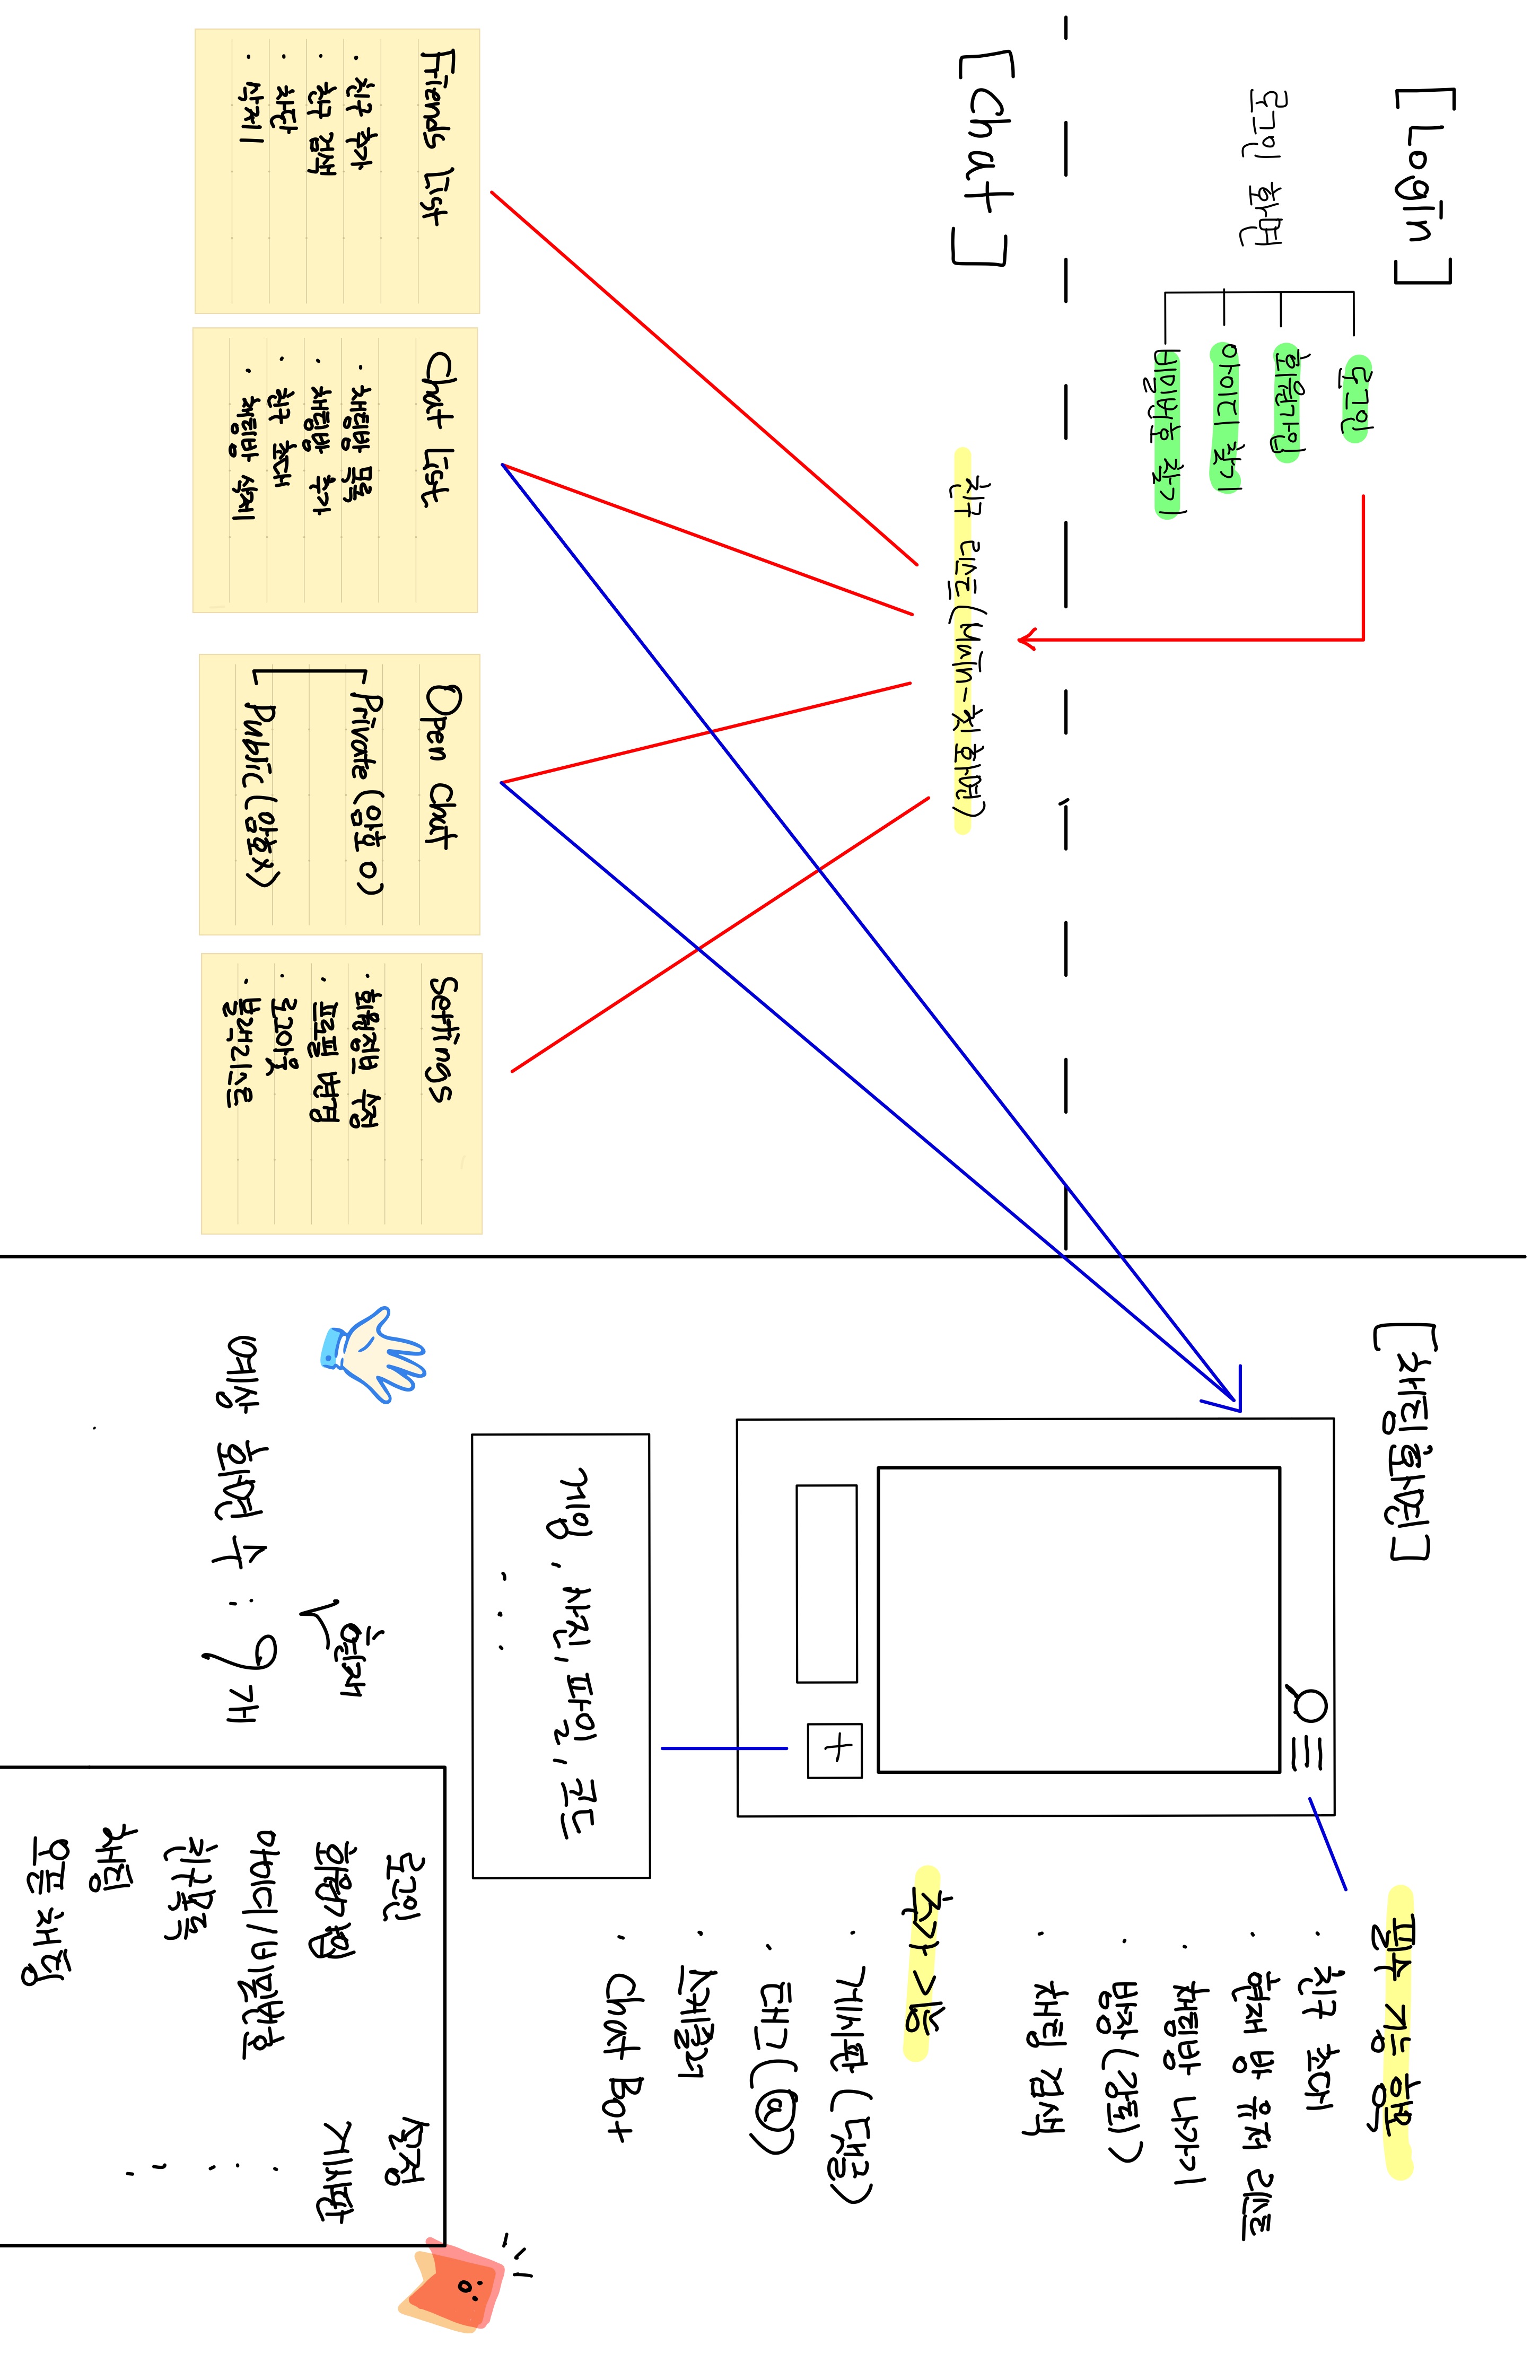 [Login]
로그인 화면
로그인
회원가입
아이디 찾기
비밀번호 찾기
[Chat]
친구 리스트(Main-첫 화면)
Fiends List
· 친구 추가
· 친구 검색
· 차단
· 삭제
Chat List
· 채팅방 목록
· 채팅방 추가
· 친구 초대
· 채팅방 삭제
Open Chat
Private (암호 O)
Public (암호X)
Settings
· 회원정보 수정
· 프로필 변경
· 로그아웃
· 블랙리스트
[채팅화면]
+
게임, 사진, 파일, 코드
...
필수 기능 항목
· 친구 초대
· 현재 방 유저 리스트
· 채팅방 나가기
· 방장(강퇴)
· 채팅 검색
추가 기능
· 게시판(댓글)
· 태그(@)
· 스케줄러
· Chat Bot
현재
예상 화면 수 : 9개
로그인
회원가입
아이디/비밀번호
친구목록
채팅
오픈 채팅
설정
게시판